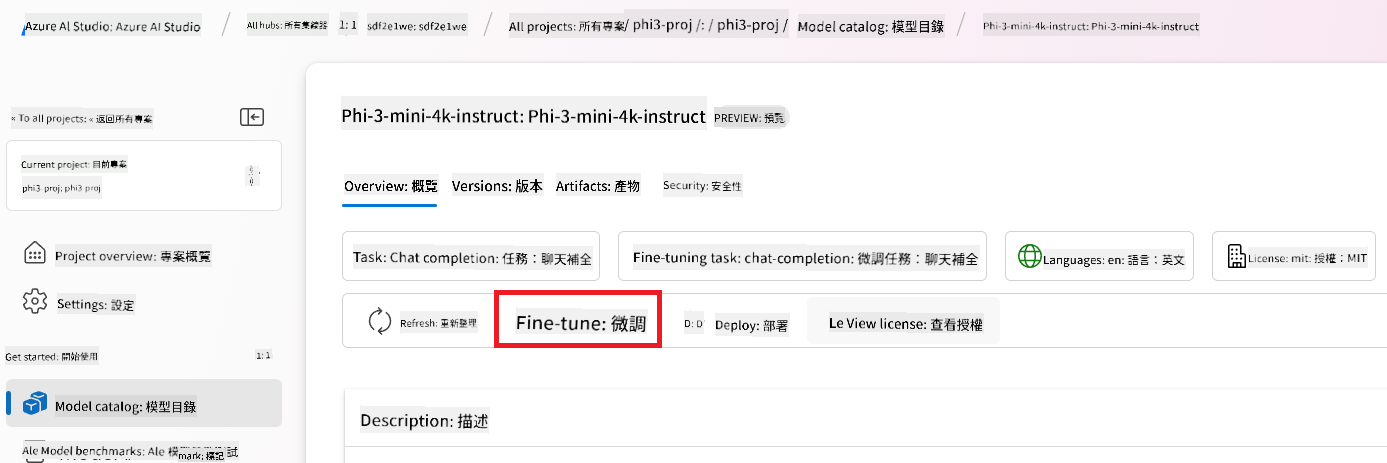 Azure AI Studio: Azure AI Studio / All hubs: 所有集線器 1: 1 sdf2e1we: sdf2e1we / All projects: 所有專案/ phi3-proj /: / phi3-proj / Model catalog: 模型目錄 / Phi-3-mini-4k-instruct: Phi-3-mini-4k-instruct
« To all projects: « 返回所有專案
Current project: 目前專案
phi3 proj: phi3 proj
Project overview: 專案概覽
Settings: 設定
Get started: 開始使用 1: 1
Model catalog: 模型目錄
Ale Model benchmarks: Ale 模
mark: 標記
試
Phi-3-mini-4k-instruct: Phi-3-mini-4k-instruct PREVIEW: 預覧
Overview: 概覧 Versions: 版本 Artifacts: 產物 Security: 安全性
Task: Chat completion: 任務：聊天補全 Fine-tuning task: chat-completion: 微調任務：聊天補全 Languages: en: 語言：英文 License: mit: 授權：MIT
Refresh: 重新整理 Fine-tune: 微調 D: D Deploy: 部署 Le View license: 查看授權
Description: 描述